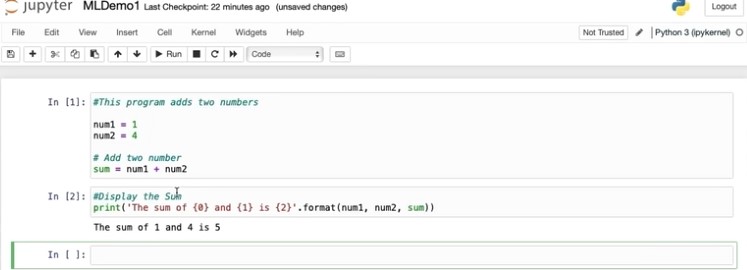 jupyter MLDemo1 Last Checkpoint: 22 minutes ago (unsaved changes) Logout
File Edit View Insert Cell Kernel Widgets Help Not Trusted Python 3 (ipykernel)
Run Code
In [1]: #This program adds two numbers
num1 = 1
num2 = 4
# Add two number
sum = num1 + num2
In [2]: #Display the Sum
print('The sum of {0} and {1} is {2}'.format(num1, num2, sum))
The sum of 1 and 4 is 5
In [ ]: